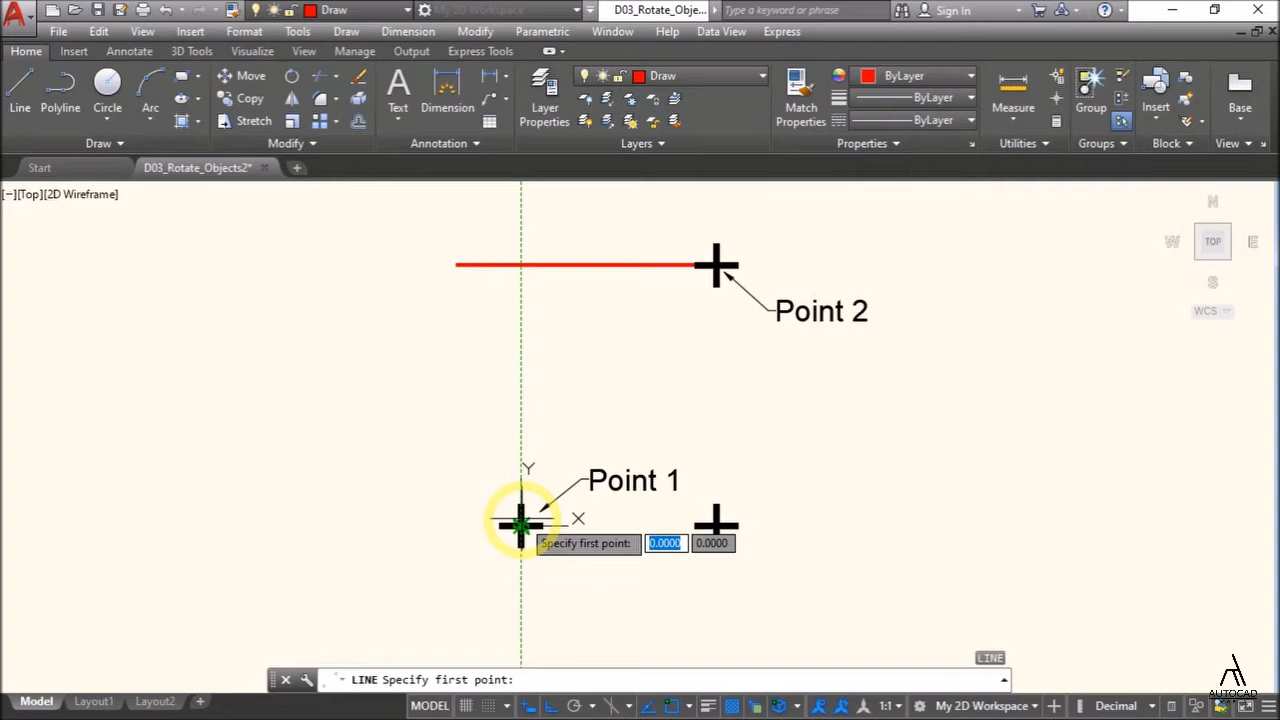 Draw
My 2D Workspace
D03_Rotate_Obje...
Type a keyword or phrase
Sign In
File Edit View Insert Format Tools Draw Dimension Modify Parametric Window Help Data View Express
Home Insert Annotate 3D Tools Visualize View Manage Output Express Tools
Move
Copy
Stretch
Line Polyline Circle Arc
Text Dimension
Layer
Properties
Draw
Match
Properties
ByLayer
ByLayer
ByLayer
Measure
Group
Insert
Base
Draw Modify Annotation Layers Properties Utilities Groups Block View
Start D03_Rotate_Objects2*
[−][Top][2D Wireframe]
N
W TOP E
S
WCS
Point 2
Y
Point 1
X
Specify first point: 0.0000 0.0000
LINE
LINE Specify first point:
AUTOCAD
Model Layout1 Layout2
MODEL
1:1
My 2D Workspace
Decimal